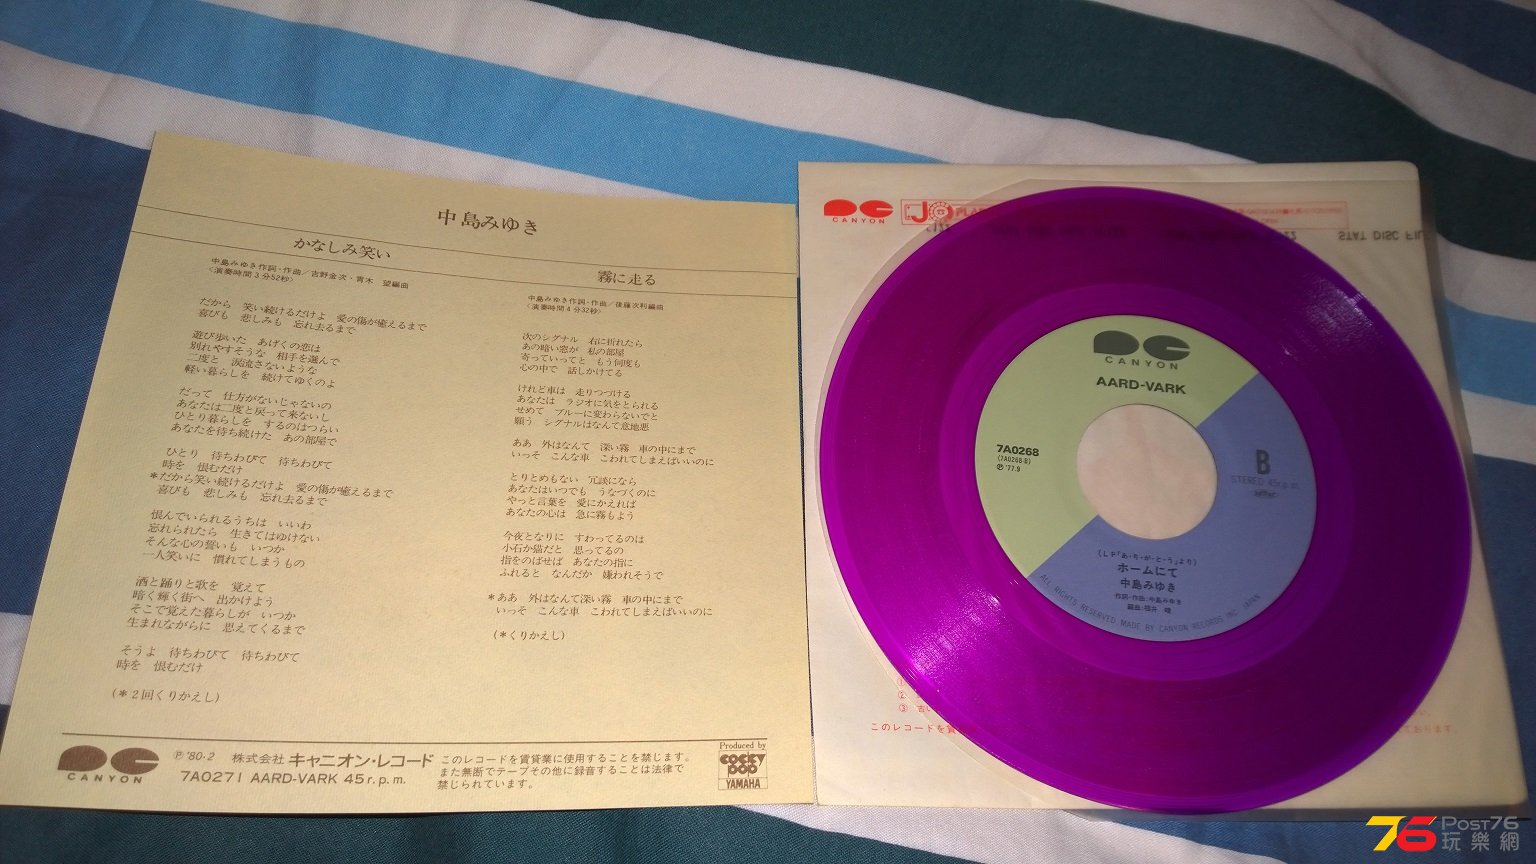 中島みゆき
かなしみ笑い
中島みゆき作詞・作曲／吉野金次・青木 望編曲
〈演奏時間3分52秒〉
だから 笑い続けるだけよ 愛の傷が癒えるまで
喜びも 悲しみも 忘れ去るまで
遊び歩いた あげくの恋は
別れやすそうな 相手を選んで
二度と 涙流さないような
軽い暮らしを 続けてゆくのよ
だって 仕方がないじゃないの
あなたは二度と戻って来ないし
ひとり暮らしを するのはつらい
あなたを待ち続けた あの部屋で
ひとり 待ちわびて 待ちわびて
時を 恨むだけ
*だから笑い続けるだけよ 愛の傷が癒えるまで
喜びも 悲しみも 忘れ去るまで
恨んでいられるうちは いいわ
忘れられたら 生きてはゆけない
そんな心の誓いも いつか
一人笑いに 慣れてしまうもの
酒と踊りと歌を 覚えて
暗く輝く街へ 出かけよう
そこで覚えた暮らしが いつか
生まれながらに 思えてくるまで
そうよ 待ちわびて 待ちわびて
時を 恨むだけ
(*2回くりかえし)
霧に走る
中島みゆき作詞・作曲／後藤次利編曲
〈演奏時間4分32秒〉
次のシグナル 右に折れたら
あの暗い窓が 私の部屋
寄っていってと もう何度も
心の中で 話しかけてる
けれど車は 走りつづける
あなたは ラジオに気をとられる
せめて ブルーに変わらないでと
願う シグナルはなんて意地悪
ああ 外はなんて 深い霧 車の中にまで
いっそ こんな車 こわれてしまえばいいのに
とりとめもない 冗談になら
あなたはいつでも うなづくのに
やっと言葉を 愛にかえれば
あなたの心は 急に霧もよう
今夜となりに すわってるのは
小石か猫だと 思ってるの
指をのばせば あなたの指に
ふれると なんだか 嫌われそうで
*ああ 外はなんて深い霧 車の中にまで
いっそ こんな車 こわれてしまえばいいのに
(*くりかえし)
CANYON
℗'80・2 株式会社 キャニオン・レコード
7A0271 AARD-VARK 45r.p.m.
このレコードを賃貸業に使用することを禁じます。
また無断でテープその他に録音することは法律で
禁じられています。
Produced by
COCKY POP
YAMAHA
CANYON
STAT DISC FIL
CANYON
AARD-VARK
7A0268
(7A0268-B)
℗'77.9
B
STEREO 45r.p.m.
(LP「あ・り・が・と・う」より)
ホームにて
中島みゆき
作詞・作曲:中島みゆき
編曲:福井 峻
ALL RIGHTS RESERVED MADE BY CANYON RECORDS INC. JAPAN
①
②
③ 古い
このレコードを賃
ております。
76 POST76
玩樂網